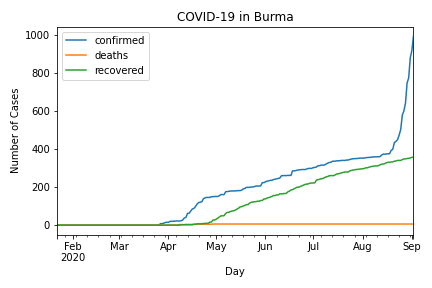 COVID-19 in Burma
confirmed
deaths
recovered
Number of Cases
1000
800
600
400
200
0
Feb Mar Apr May Jun Jul Aug Sep
2020
Day